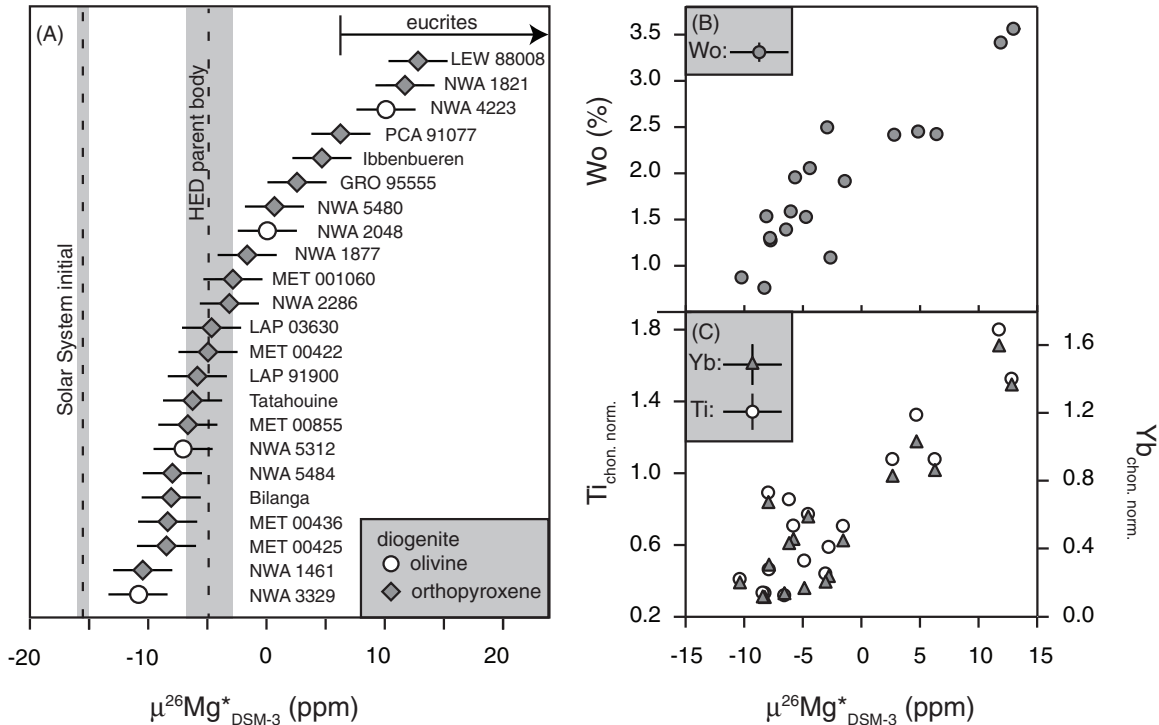 (A)
eucrites
LEW 88008
NWA 1821
NWA 4223
PCA 91077
Ibbenbueren
GRO 95555
NWA 5480
NWA 2048
NWA 1877
MET 001060
NWA 2286
LAP 03630
MET 00422
LAP 91900
Tatahouine
MET 00855
NWA 5312
NWA 5484
Bilanga
MET 00436
MET 00425
NWA 1461
NWA 3329
Solar System initial
HED parent body
diogenite
olivine
orthopyroxene
-20 -10 0 10 20
μ²⁶Mg*DSM-3 (ppm)
(B)
Wo:
Wo (%)
3.5
3.0
2.5
2.0
1.5
1.0
(C)
Yb:
Ti:
Ti chon. norm.
1.8
1.4
1.0
0.6
0.2
Yb chon. norm.
1.6
1.2
0.8
0.4
0.0
-15 -10 -5 0 5 10 15
μ²⁶Mg*DSM-3 (ppm)